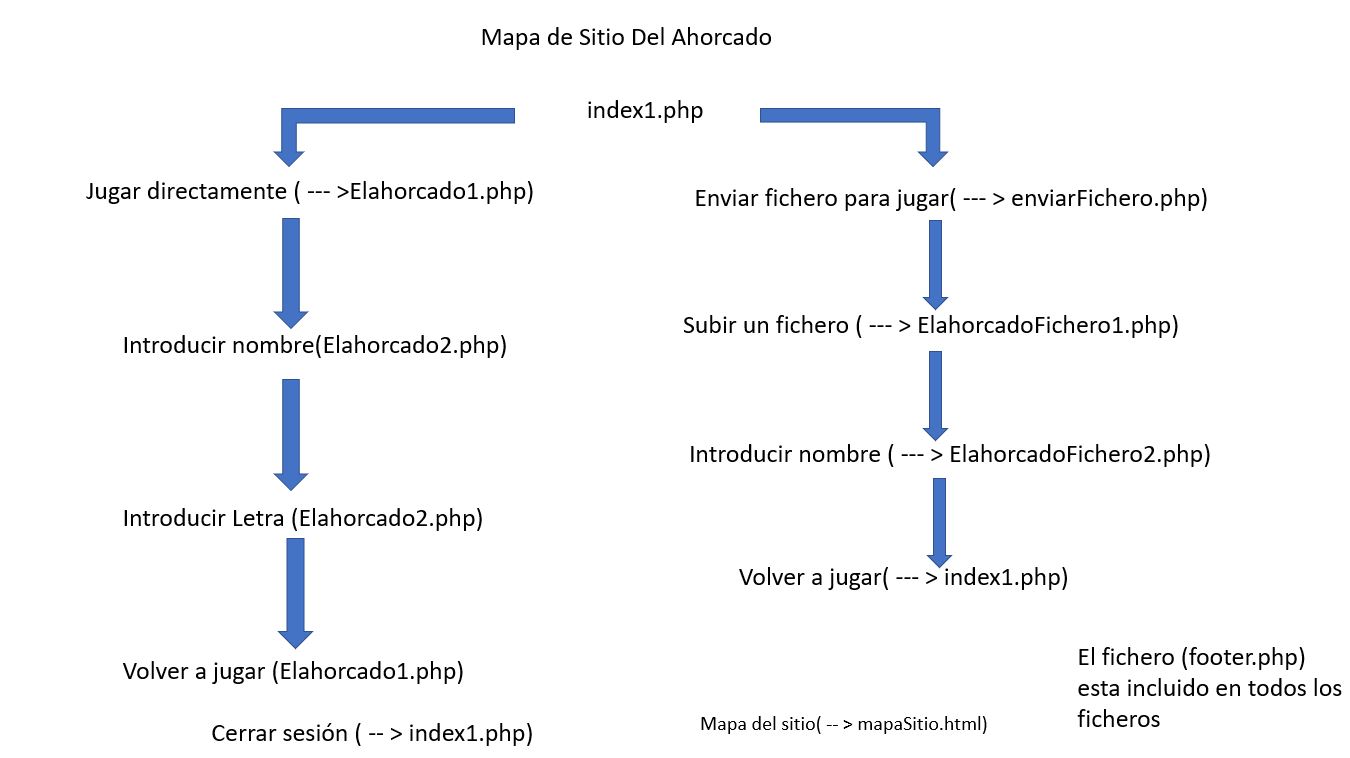 Mapa de Sitio Del Ahorcado
index1.php
Jugar directamente ( --- >Elahorcado1.php)
Introducir nombre(Elahorcado2.php)
Introducir Letra (Elahorcado2.php)
Volver a jugar (Elahorcado1.php)
Cerrar sesión ( -- > index1.php)
Enviar fichero para jugar( --- > enviarFichero.php)
Subir un fichero ( --- > ElahorcadoFichero1.php)
Introducir nombre ( --- > ElahorcadoFichero2.php)
Volver a jugar( --- > index1.php)
Mapa del sitio( -- > mapaSitio.html)
El fichero (footer.php)
esta incluido en todos los
ficheros